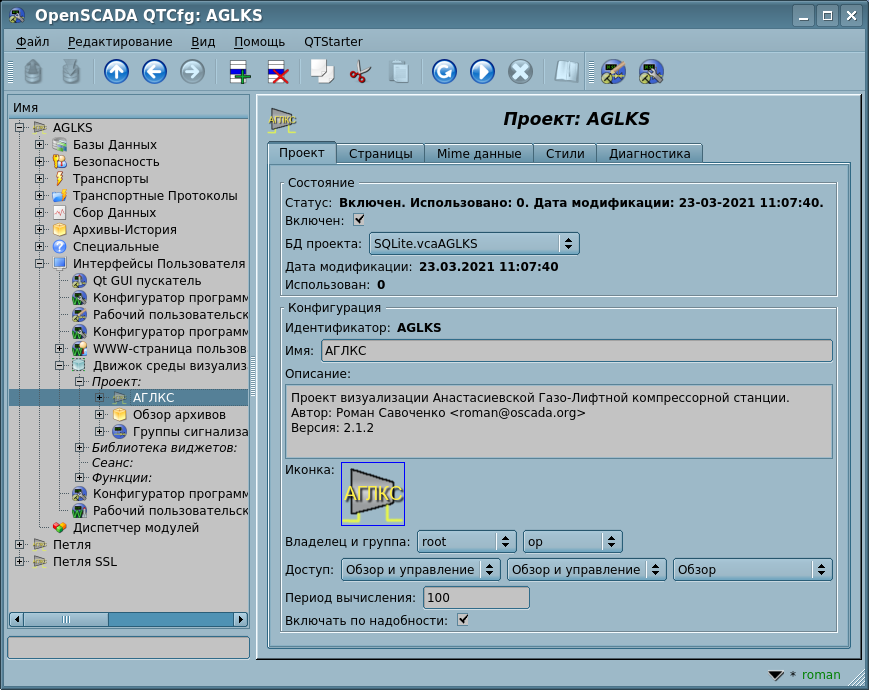 OpenSCADA QTCfg: AGLKS
Файл Редактирование Вид Помощь QTStarter
Имя
AGLKS
Базы Данных
Безопасность
Транспорты
Транспортные Протоколы
Сбор Данных
Архивы-История
Специальные
Интерфейсы Пользователя
Qt GUI пускатель
Конфигуратор программ
Рабочий пользовательск
Конфигуратор программ
WWW-страница пользов
Движок среды визуализ
Проект:
АГЛКС
Обзор архивов
Группы сигнализа
Библиотека виджетов:
Сеанс:
Функции:
Конфигуратор программ
Рабочий пользовательск
Диспетчер модулей
Петля
Петля SSL
АГЛКС
Проект: AGLKS
Проект Страницы Mime данные Стили Диагностика
Состояние
Статус: Включен. Использовано: 0. Дата модификации: 23-03-2021 11:07:40.
Включен:
БД проекта: SQLite.vcaAGLKS
Дата модификации: 23.03.2021 11:07:40
Использован: 0
Конфигурация
Идентификатор: AGLKS
Имя: АГЛКС
Описание:
Проект визуализации Анастасиевской Газо-Лифтной компрессорной станции.
Автор: Роман Савоченко <roman@oscada.org>
Версия: 2.1.2
Иконка: АГЛКС
Владелец и группа: root op
Доступ: Обзор и управление Обзор и управление Обзор
Период вычисления: 100
Включать по надобности:
* roman